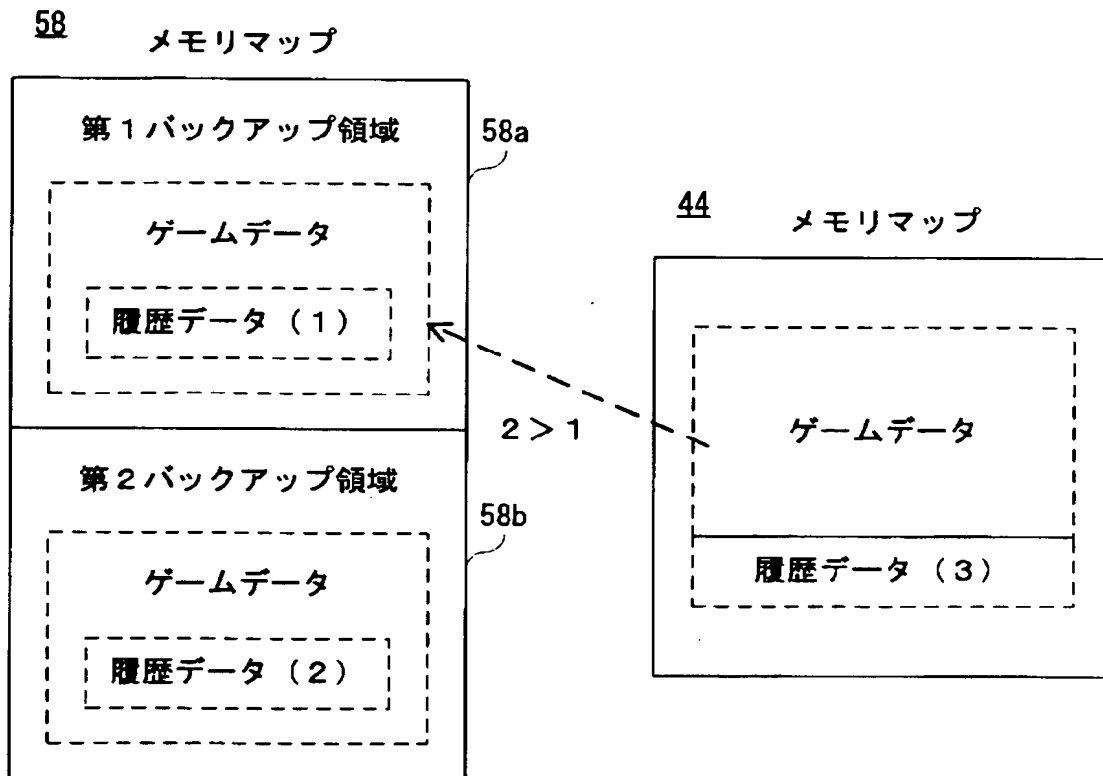 58
メモリマップ
第1バックアップ領域
58a
ゲームデータ
履歴データ(1)
第2バックアップ領域
58b
ゲームデータ
履歴データ(2)
2>1
44
メモリマップ
ゲームデータ
履歴データ(3)